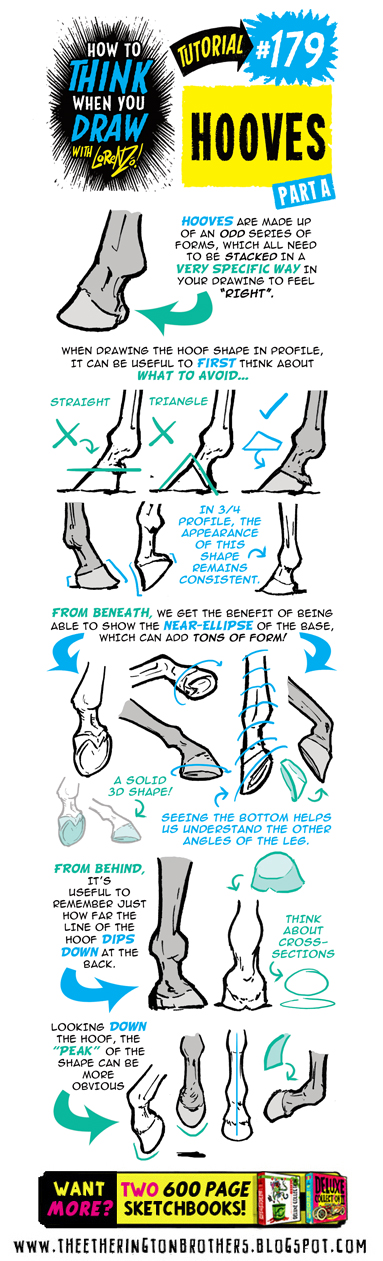 HOW TO
THINK
WHEN YOU
DRAW
WITH LORENZO!
TUTORIAL
#179
HOOVES
PART A
HOOVES ARE MADE UP
OF AN ODD SERIES OF
FORMS, WHICH ALL NEED
TO BE STACKED IN A
VERY SPECIFIC WAY IN
YOUR DRAWING TO FEEL
"RIGHT".
WHEN DRAWING THE HOOF SHAPE IN PROFILE,
IT CAN BE USEFUL TO FIRST THINK ABOUT
WHAT TO AVOID...
STRAIGHT
TRIANGLE
IN 3/4
PROFILE, THE
APPEARANCE
OF THIS
SHAPE
REMAINS
CONSISTENT.
FROM BENEATH, WE GET THE BENEFIT OF BEING
ABLE TO SHOW THE NEAR-ELLIPSE OF THE BASE,
WHICH CAN ADD TONS OF FORM!
A SOLID
3D SHAPE!
SEEING THE BOTTOM HELPS
US UNDERSTAND THE OTHER
ANGLES OF THE LEG.
FROM BEHIND,
IT'S
USEFUL TO
REMEMBER JUST
HOW FAR THE
LINE OF THE
HOOF DIPS
DOWN AT THE
BACK.
THINK
ABOUT
CROSS-
SECTIONS
LOOKING DOWN
THE HOOF, THE
"PEAK" OF THE
SHAPE CAN BE
MORE
OBVIOUS
WANT
MORE?
TWO 600 PAGE
SKETCHBOOKS!
DELUXE
COLLECTION
WWW.THEETHERINGTONBROTHERS.BLOGSPOT.COM